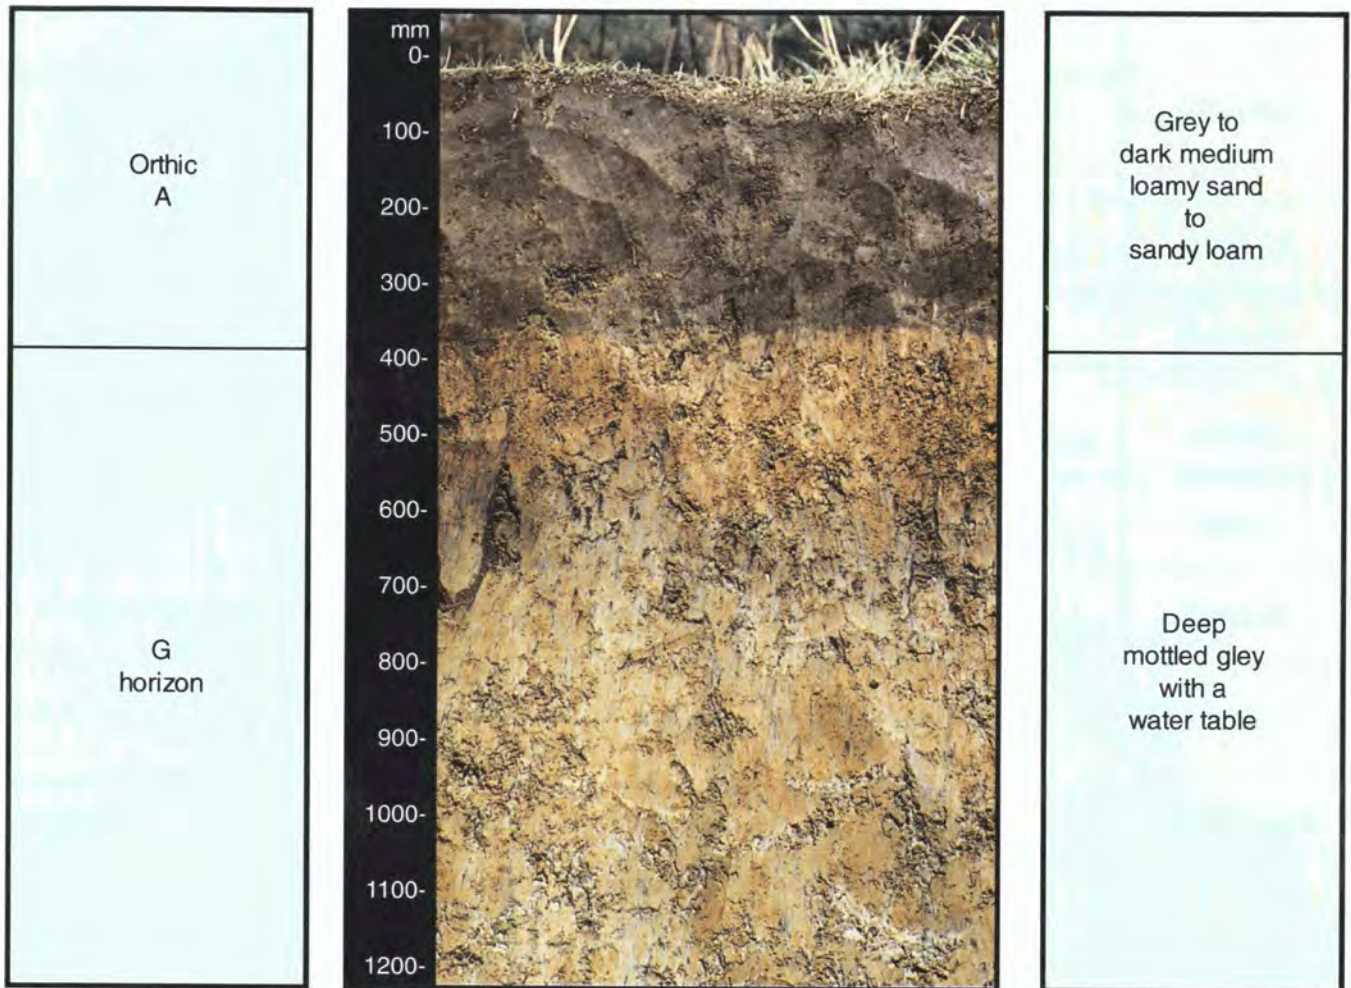 Orthic
A
G
horizon
mm
0-
100-
200-
300-
400-
500-
600-
700-
800-
900-
1000-
1100-
1200-
Grey to
dark medium
loamy sand
to
sandy loam
Deep
mottled gley
with a
water table